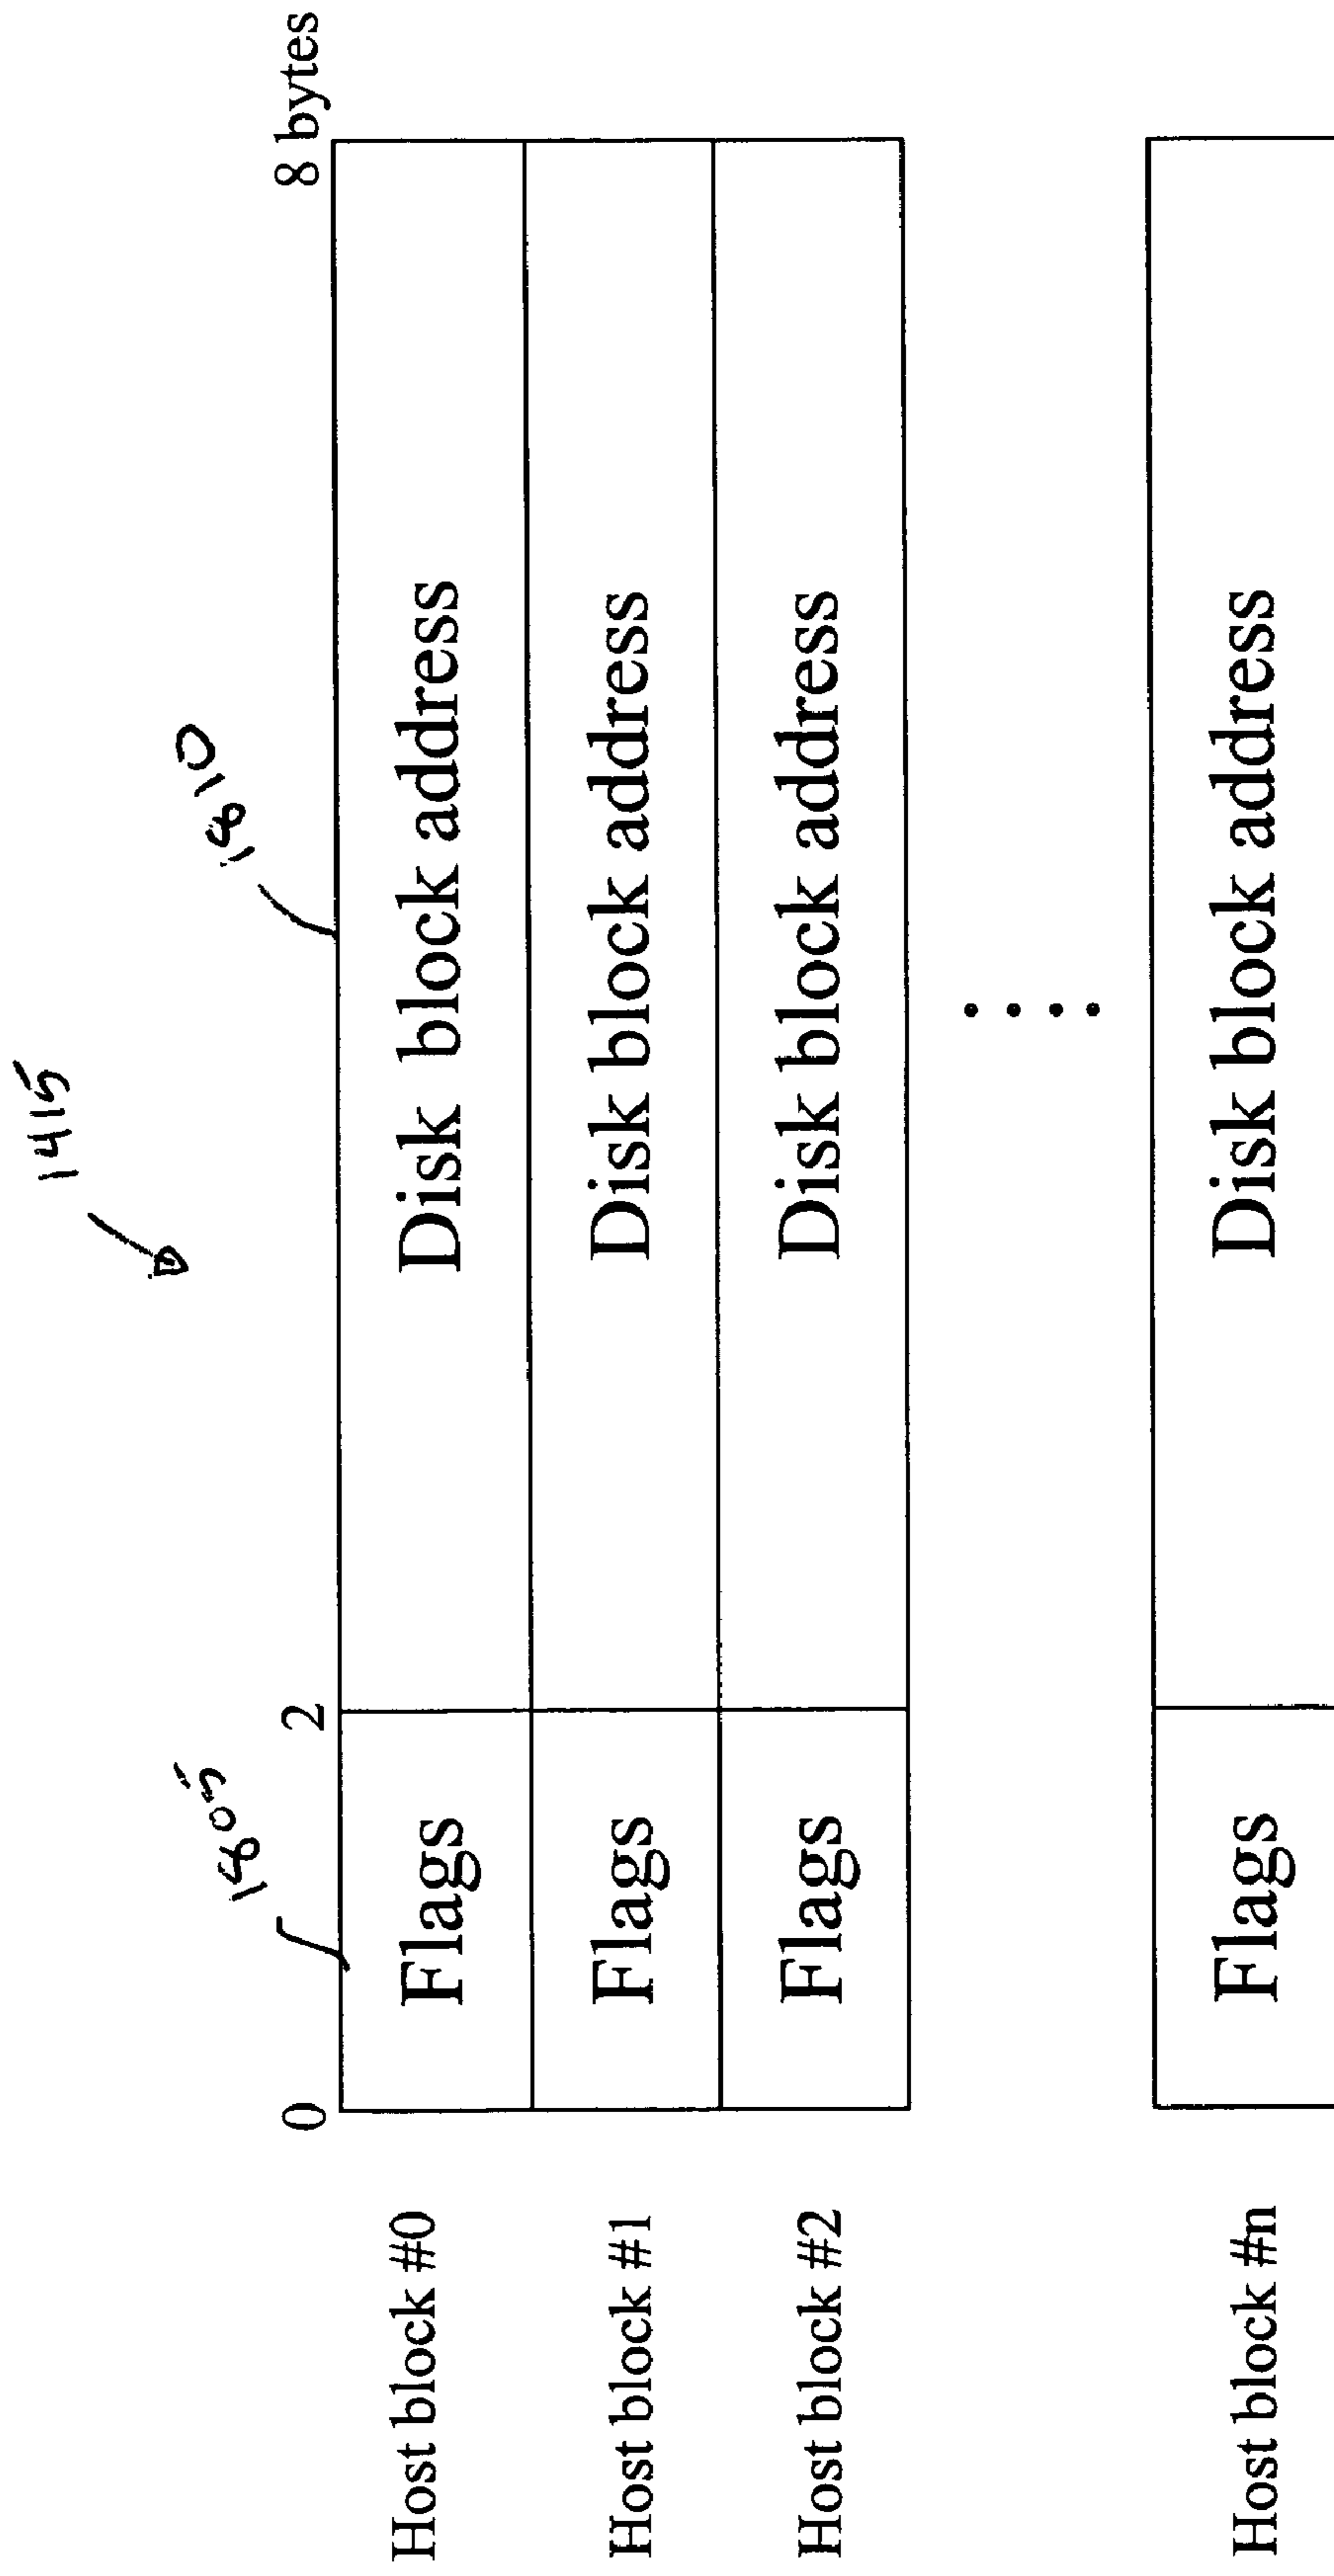 1415
1805
1810
0 2 8 bytes
Host block #0 Flags Disk block address
Host block #1 Flags Disk block address
Host block #2 Flags Disk block address
. . . .
Host block #n Flags Disk block address